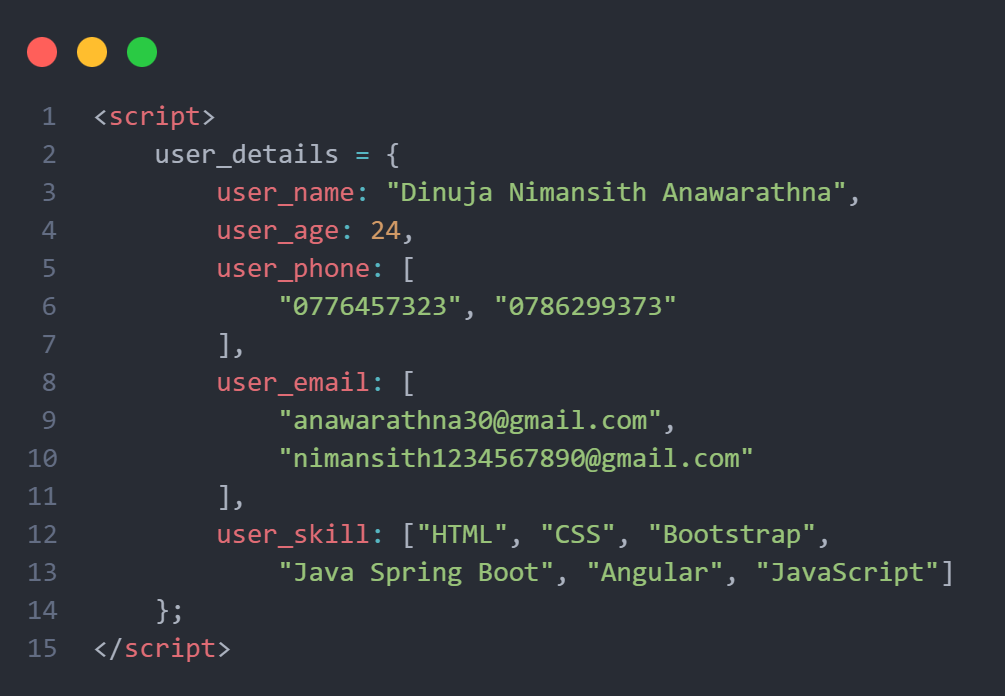 1 <script>
2     user_details = {
3         user_name: "Dinuja Nimansith Anawarathna",
4         user_age: 24,
5         user_phone: [
6             "0776457323", "0786299373"
7         ],
8         user_email: [
9             "anawarathna30@gmail.com",
10             "nimansith1234567890@gmail.com"
11         ],
12         user_skill: ["HTML", "CSS", "Bootstrap",
13             "Java Spring Boot", "Angular", "JavaScript"]
14     };
15 </script>